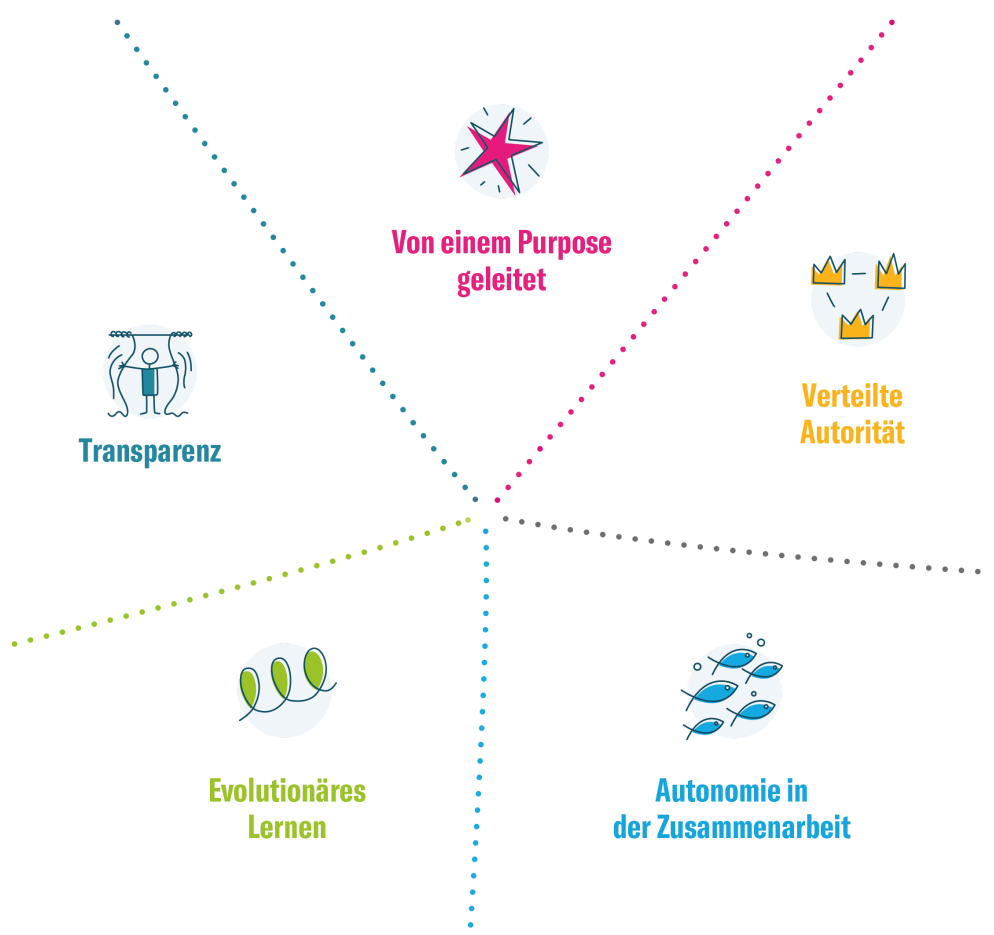 Von einem Purpose
geleitet
Verteilte
Autorität
Transparenz
Evolutionäres
Lernen
Autonomie in
der Zusammenarbeit